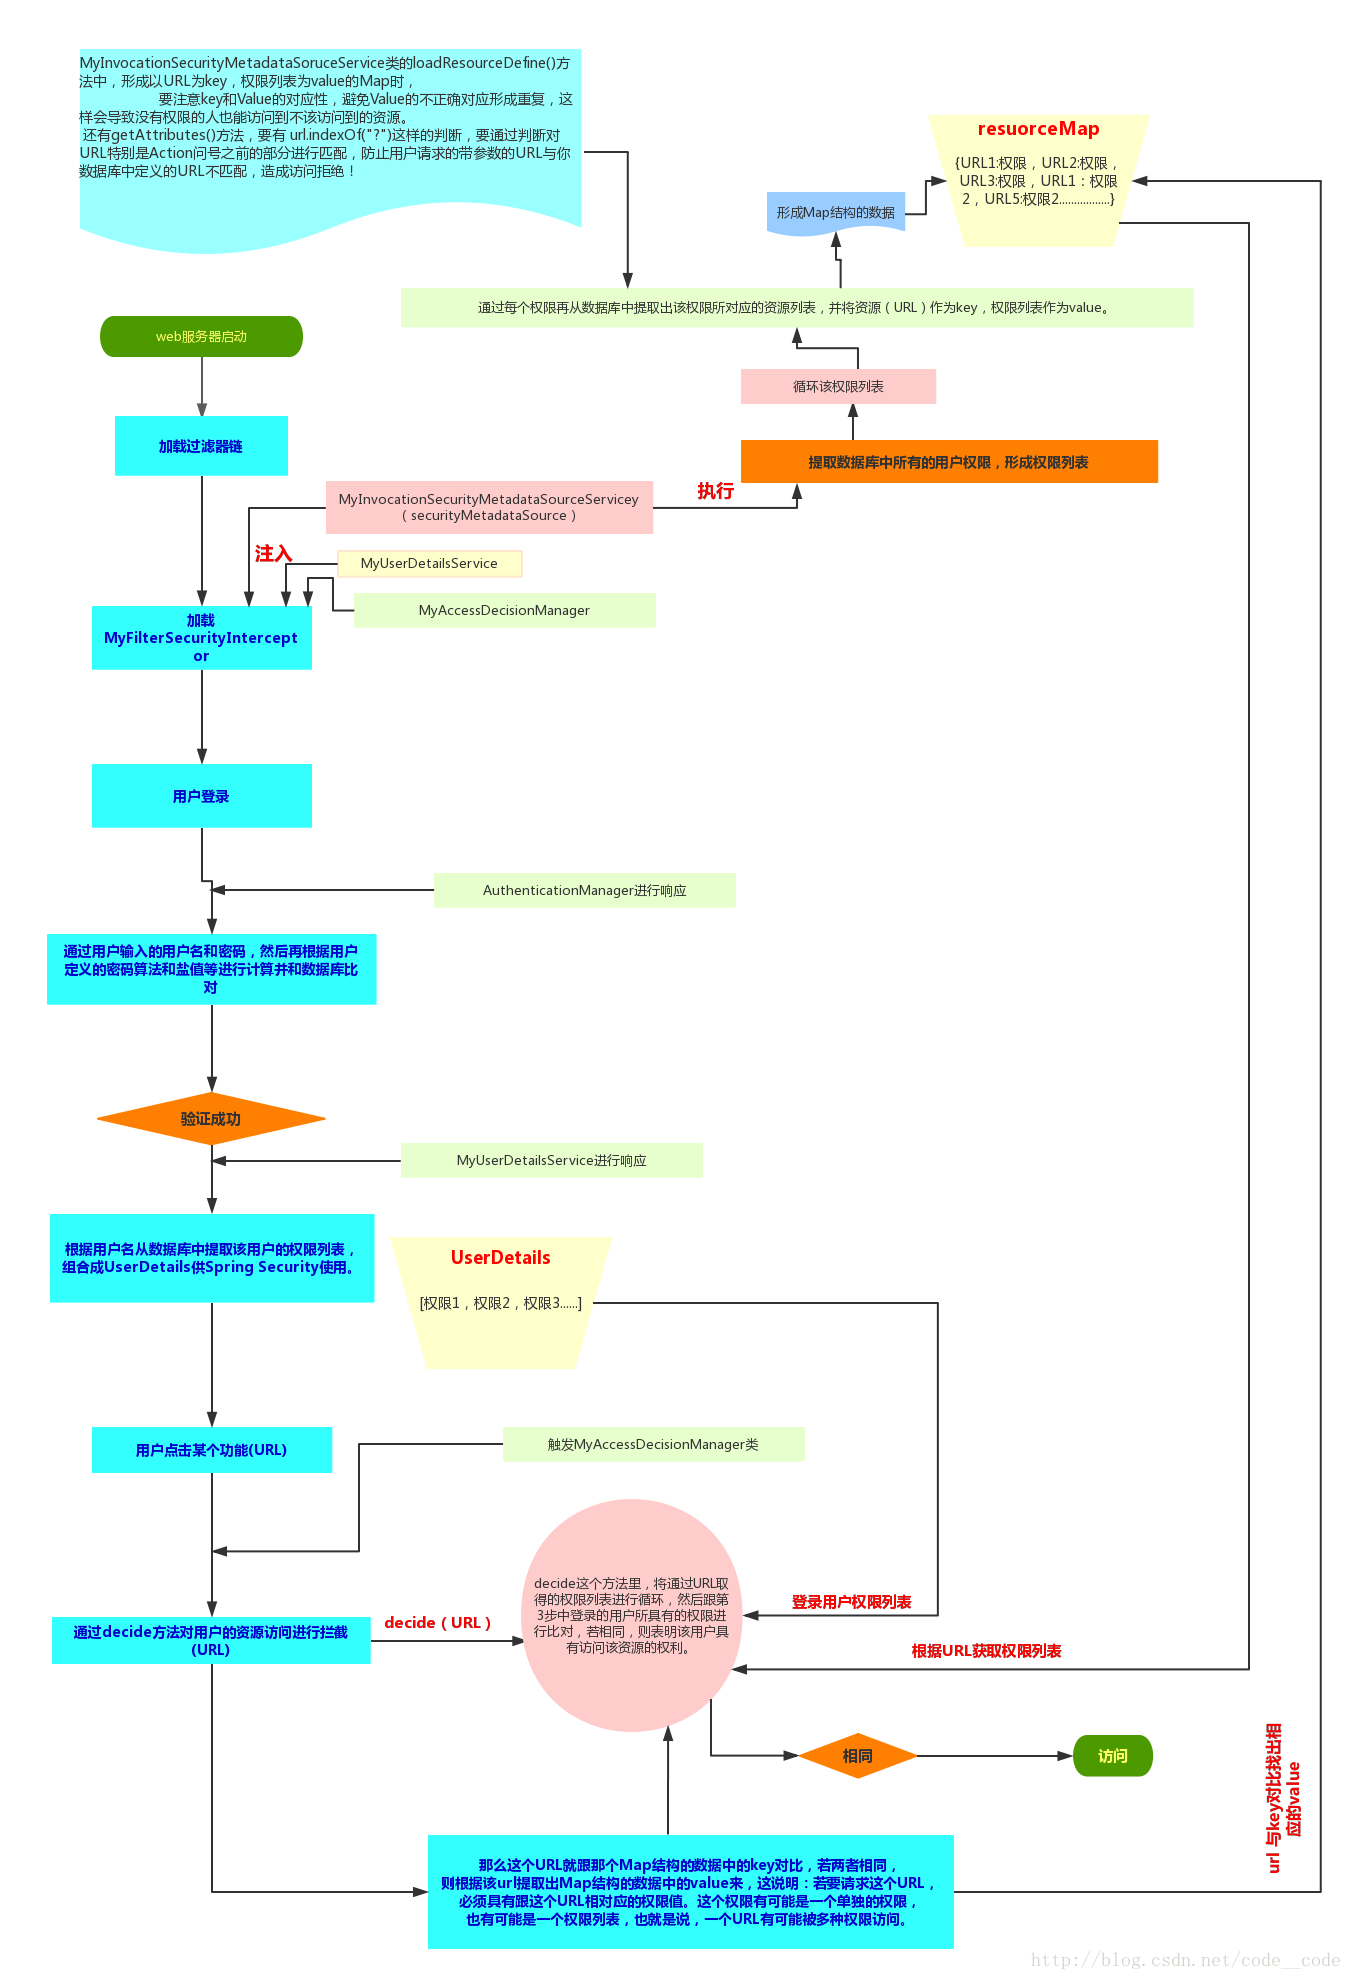 MyInvocationSecurityMetadataSoruceService类的loadResourceDefine()方
法中，形成以URL为key，权限列表为value的Map时，
要注意key和Value的对应性，避免Value的不正确对应形成重复，这
样会导致没有权限的人也能访问到不该访问到的资源。
还有getAttributes()方法，要有 url.indexOf("?")这样的判断，要通过判断对
URL特别是Action问号之前的部分进行匹配，防止用户请求的带参数的URL与你
数据库中定义的URL不匹配，造成访问拒绝！
resuorceMap
{URL1:权限，URL2:权限，
URL3:权限，URL1：权限
2，URL5:权限2.................}
形成Map结构的数据
通过每个权限再从数据库中提取出该权限所对应的资源列表，并将资源（URL）作为key，权限列表作为value。
web服务器启动
循环该权限列表
加载过滤器链
提取数据库中所有的用户权限，形成权限列表
执行
MyInvocationSecurityMetadataSourceServicey
（securityMetadataSource）
注入
MyUserDetailsService
MyAccessDecisionManager
加载
MyFilterSecurityIntercept
or
用户登录
AuthenticationManager进行响应
通过用户输入的用户名和密码，然后再根据用户
定义的密码算法和盐值等进行计算并和数据库比
对
验证成功
MyUserDetailsService进行响应
根据用户名从数据库中提取该用户的权限列表，
组合成UserDetails供Spring Security使用。
UserDetails
[权限1，权限2，权限3......]
用户点击某个功能(URL)
触发MyAccessDecisionManager类
decide这个方法里，将通过URL取
得的权限列表进行循环，然后跟第
3步中登录的用户所具有的权限进
行比对，若相同，则表明该用户具
有访问该资源的权利。
登录用户权限列表
通过decide方法对用户的资源访问进行拦截
(URL)
decide（URL）
根据URL获取权限列表
相同
访问
url 与key对比找出相
应的value
那么这个URL就跟那个Map结构的数据中的key对比，若两者相同，
则根据该url提取出Map结构的数据中的value来，这说明：若要请求这个URL，
必须具有跟这个URL相对应的权限值。这个权限有可能是一个单独的权限，
也有可能是一个权限列表，也就是说，一个URL有可能被多种权限访问。
http://blog.csdn.net/code__code